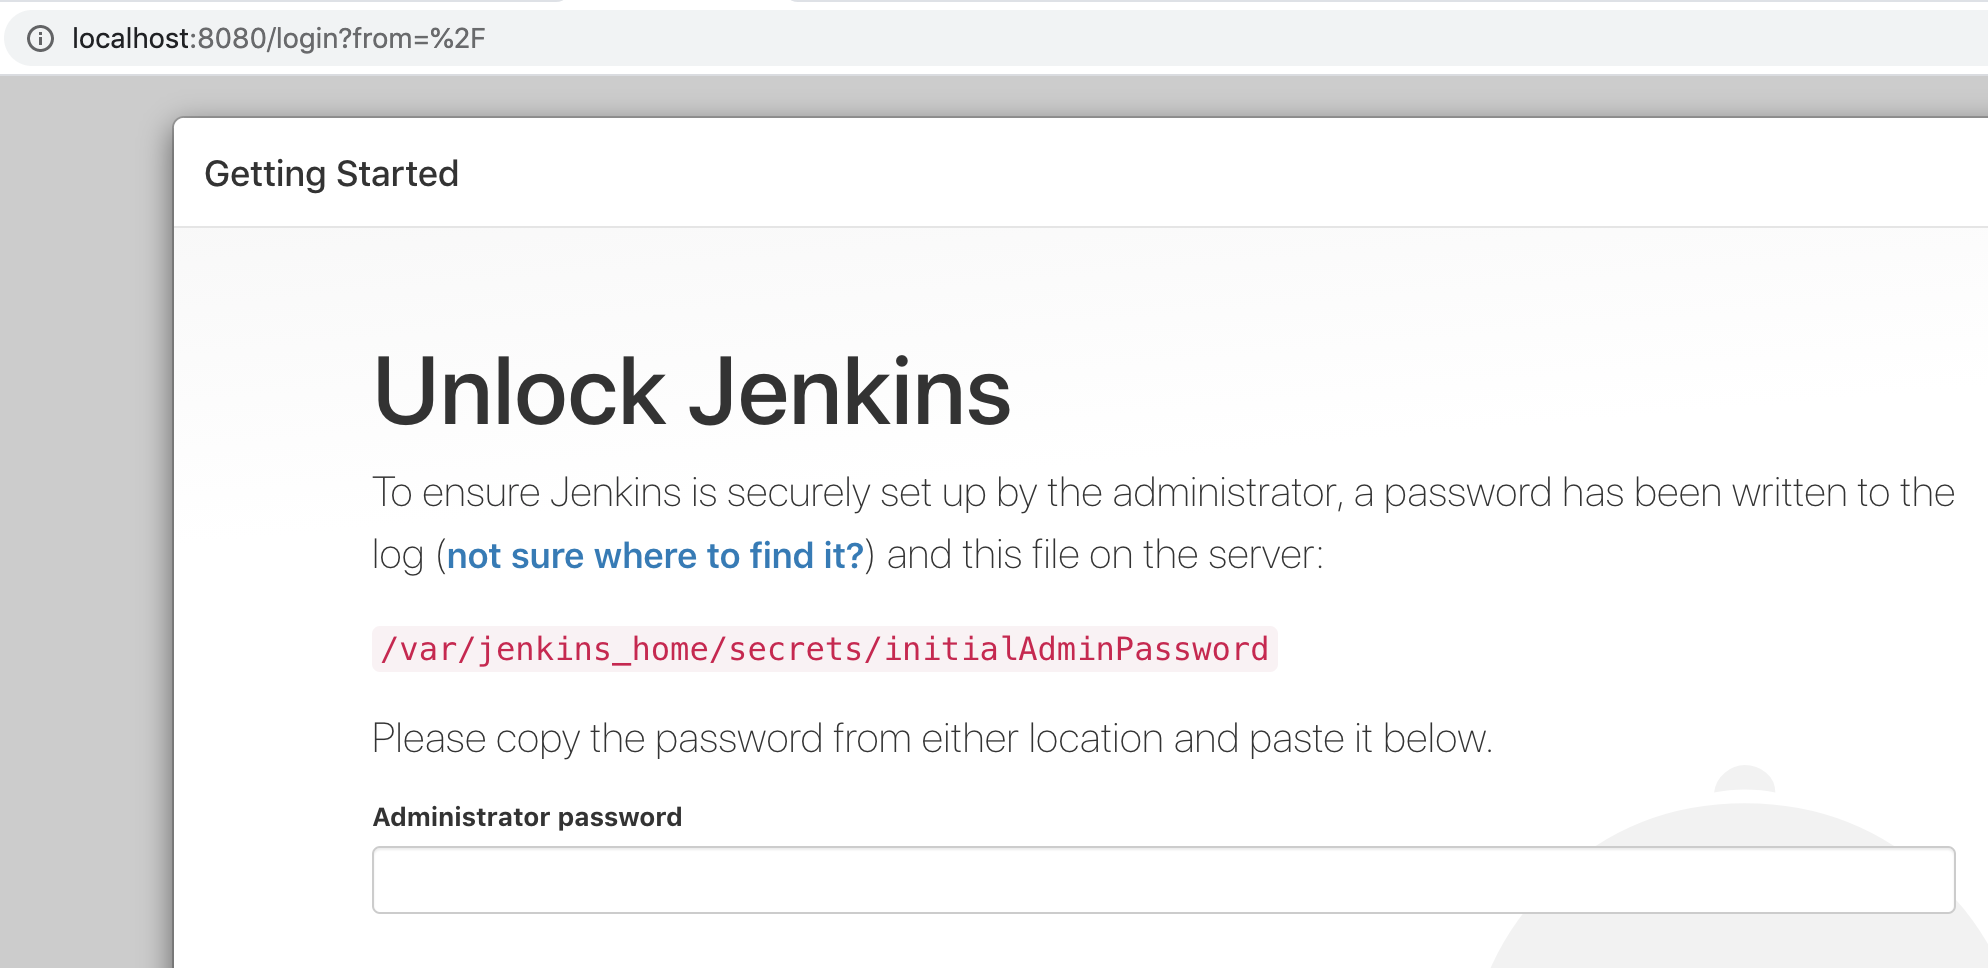 localhost:8080/login?from=%2F
Getting Started
Unlock Jenkins
To ensure Jenkins is securely set up by the administrator, a password has been written to the
log (not sure where to find it?) and this file on the server:
/var/jenkins_home/secrets/initialAdminPassword
Please copy the password from either location and paste it below.
Administrator password